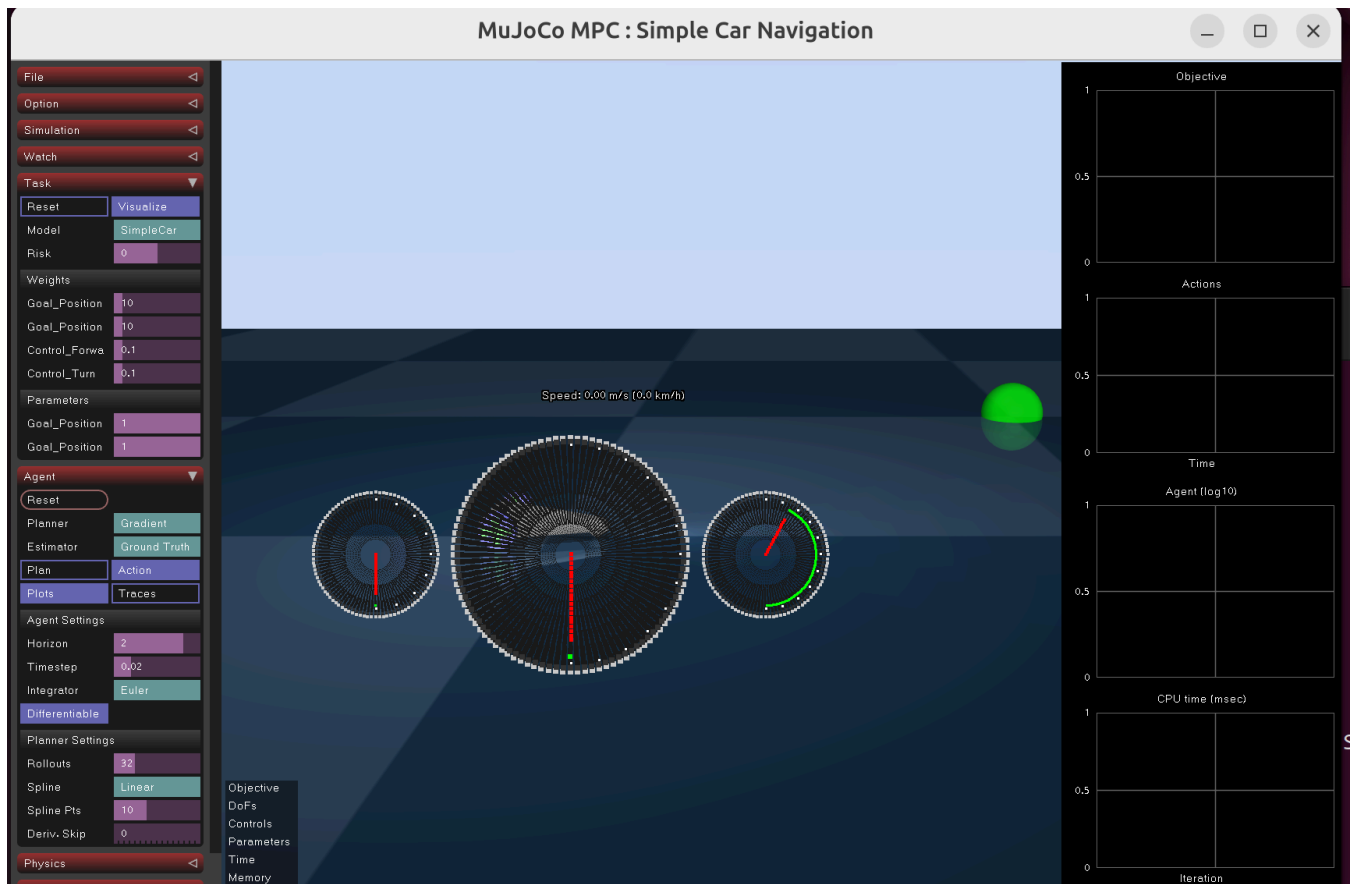 MuJoCo MPC : Simple Car Navigation
File
Option
Simulation
Watch
Task
Reset Visualize
Model SimpleCar
Risk 0
Weights
Goal_Position 10
Goal_Position 10
Control_Forwa 0.1
Control_Turn 0.1
Parameters
Goal_Position 1
Goal_Position 1
Agent
Reset
Planner Gradient
Estimator Ground Truth
Plan Action
Plots Traces
Agent Settings
Horizon 2
Timestep 0.02
Integrator Euler
Differentiable
Planner Settings
Rollouts 32
Spline Linear
Spline Pts 10
Deriv. Skip 0
Physics
Speed: 0.00 m/s (0.0 km/h)
Objective
DoFs
Controls
Parameters
Time
Memory
Objective
1
0.5
0
Actions
1
0.5
0
Time
Agent (log10)
1
0.5
0
CPU time (msec)
1
0.5
0
Iteration